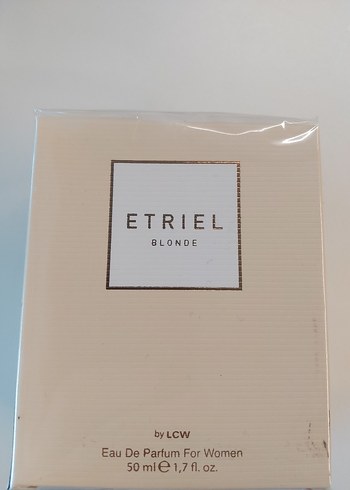 ETRIEL
BLONDE
by LCW
Eau De Parfum For Women
50 ml ℮ 1,7 fl. oz.